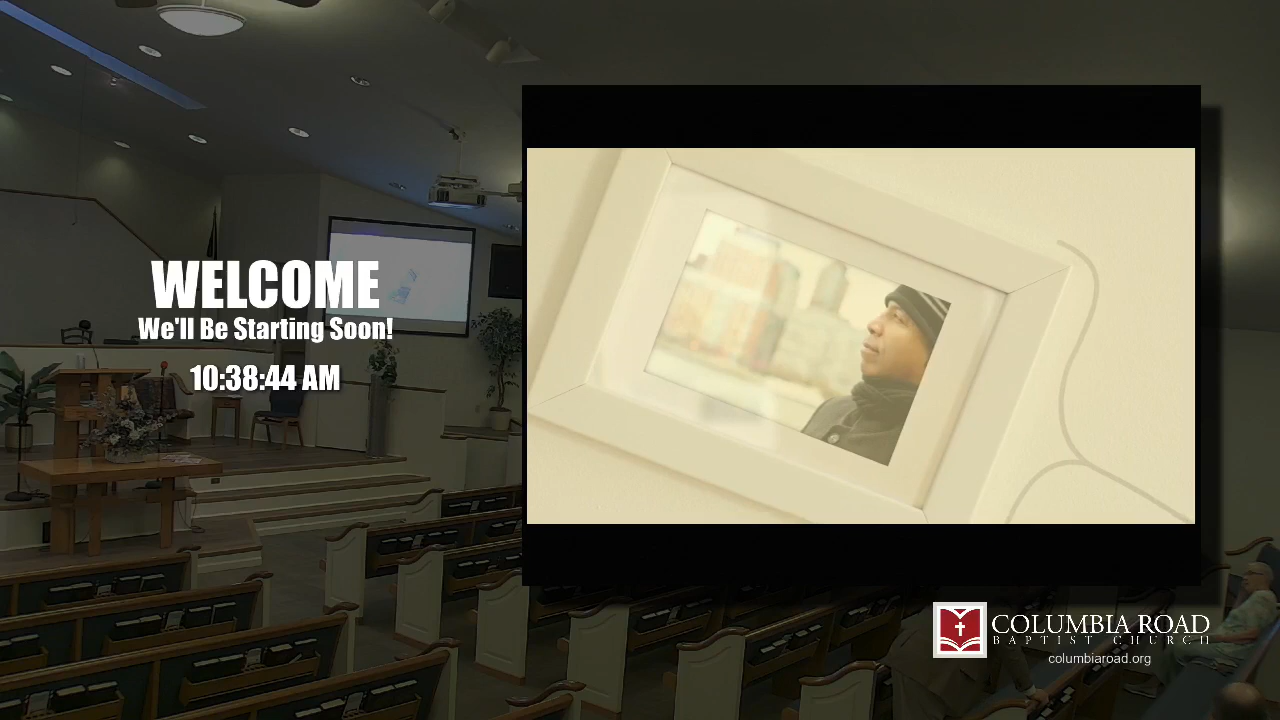 WELCOME
We'll Be Starting Soon!
10:38:44 AM
COLUMBIA ROAD
BAPTIST CHURCH
columbiaroad.org